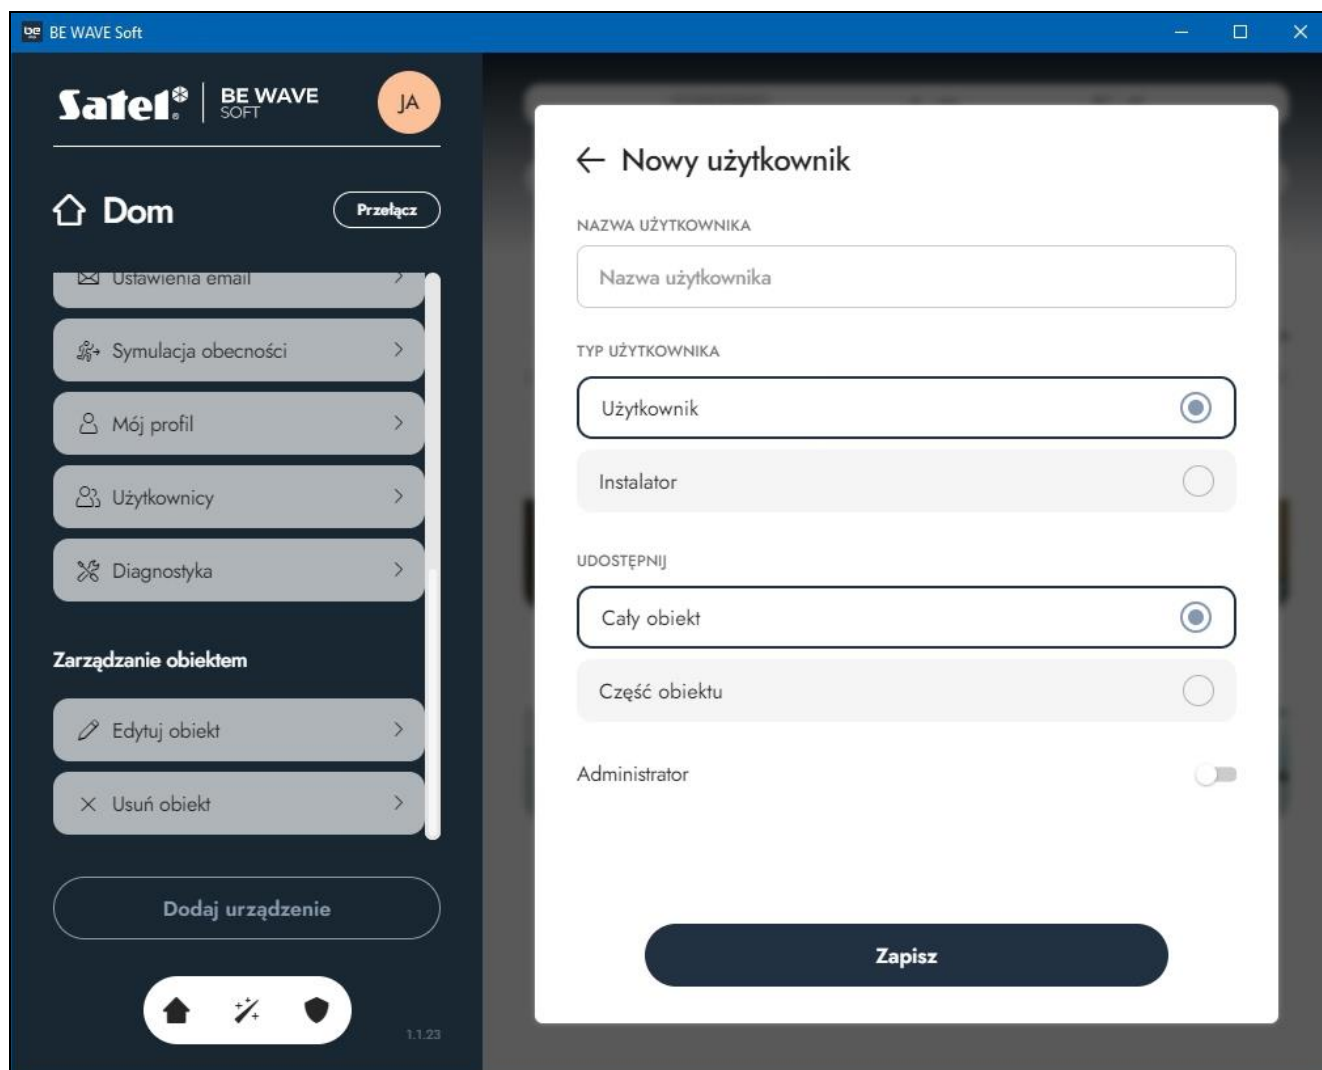 BE WAVE Soft
Satel®
BE WAVE
SOFT
JA
Dom
Przełącz
Ustawienia email
Symulacja obecności
Mój profil
Użytkownicy
Diagnostyka
Zarządzanie obiektem
Edytuj obiekt
Usuń obiekt
Dodaj urządzenie
1.1.23
Nowy użytkownik
NAZWA UŻYTKOWNIKA
Nazwa użytkownika
TYP UŻYTKOWNIKA
Użytkownik
Instalator
UDOSTĘPNIJ
Cały obiekt
Część obiektu
Administrator
Zapisz